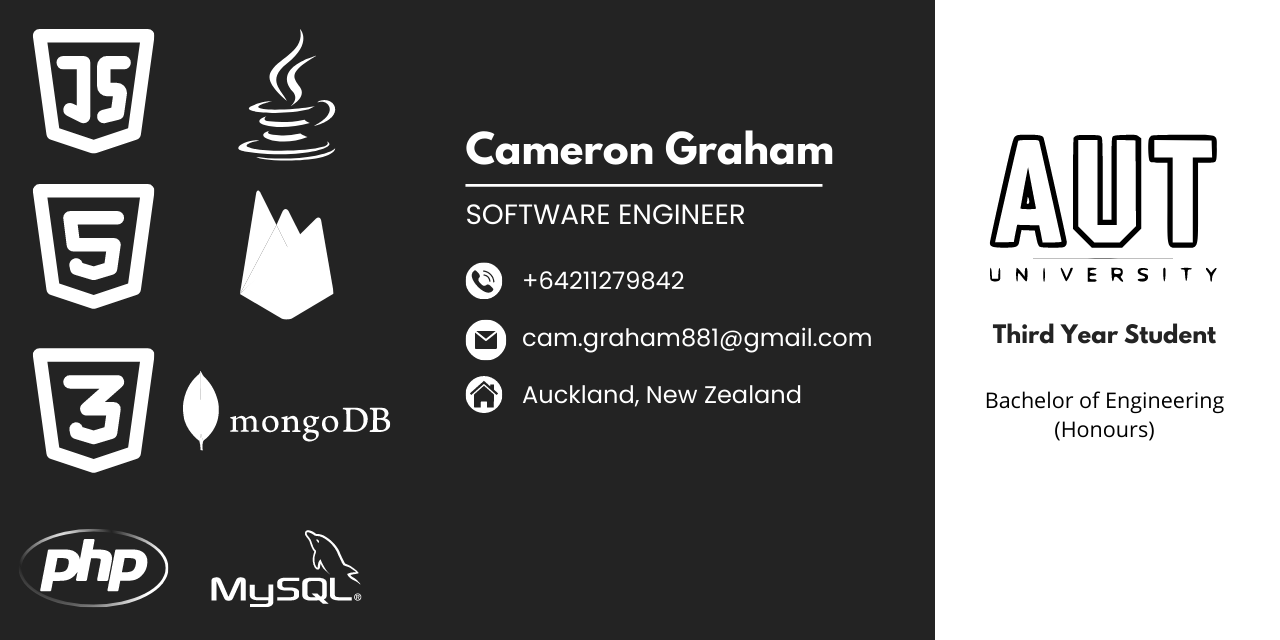 JS
5
3
mongoDB
php
MySQL®
Cameron Graham
SOFTWARE ENGINEER
+64211279842
cam.graham881@gmail.com
Auckland, New Zealand
AUT
UNIVERSITY
Third Year Student
Bachelor of Engineering
(Honours)